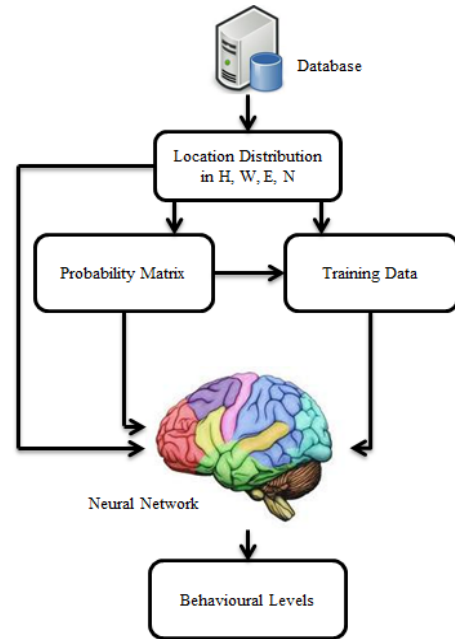 Database
Location Distribution
in H, W, E, N
Probability Matrix
Training Data
Neural Network
Behavioural Levels